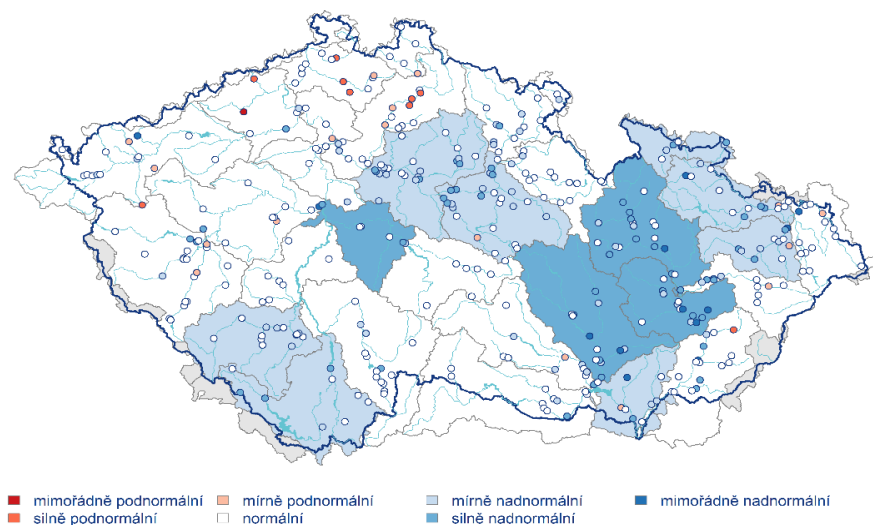 mimořádně podnormální
silně podnormální
mírně podnormální
normální
mírně nadnormální
silně nadnormální
mimořádně nadnormální